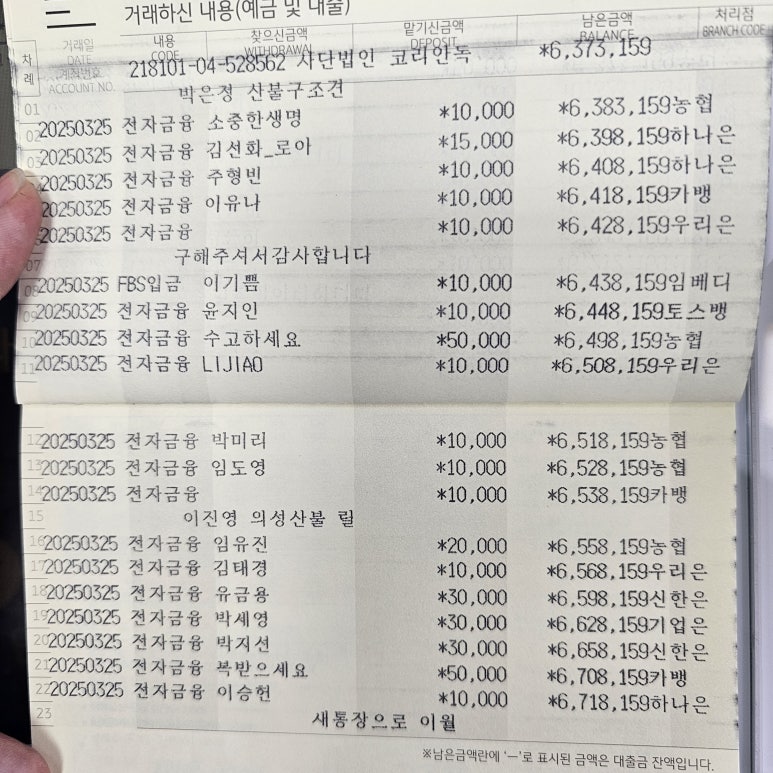 거래하신 내용(예금 및 대출)
차례 거래일 DATE 계좌번호 ACCOUNT NO. 내용 CODE 찾으신금액 WITHDRAWAL 맡기신금액 DEPOSIT 남은금액 BALANCE 처리점 BRANCH CODE
218101-04-528562 사단법인 코리안독 *6,373,159
01 박은정 산불구조견
02 20250325 전자금융 소중한생명 *10,000 *6,383,159농협
03 20250325 전자금융 김선화_로아 *15,000 *6,398,159하나은
20250325 전자금융 주형빈 *10,000 *6,408,159하나은
20250325 전자금융 이유나 *10,000 *6,418,159카뱅
20250325 전자금융 *10,000 *6,428,159우리은
07 구해주셔서감사합니다
08 20250325 FBS입금 이기쁨 *10,000 *6,438,159임베디
09 20250325 전자금융 윤지인 *10,000 *6,448,159토스뱅
10 20250325 전자금융 수고하세요 *50,000 *6,498,159농협
11 20250325 전자금융 LIJIAO *10,000 *6,508,159우리은
12 20250325 전자금융 박미리 *10,000 *6,518,159농협
13 20250325 전자금융 임도영 *10,000 *6,528,159농협
14 20250325 전자금융 *10,000 *6,538,159카뱅
15 이진영 의성산불 릴
16 20250325 전자금융 임유진 *20,000 *6,558,159농협
17 20250325 전자금융 김태경 *10,000 *6,568,159우리은
18 20250325 전자금융 유금용 *30,000 *6,598,159신한은
19 20250325 전자금융 박세영 *30,000 *6,628,159기업은
20 20250325 전자금융 박지선 *30,000 *6,658,159신한은
21 20250325 전자금융 복받으세요 *50,000 *6,708,159카뱅
22 20250325 전자금융 이승헌 *10,000 *6,718,159하나은
23 새통장으로 이월
※남은금액란에 '─'로 표시된 금액은 대출금 잔액입니다.